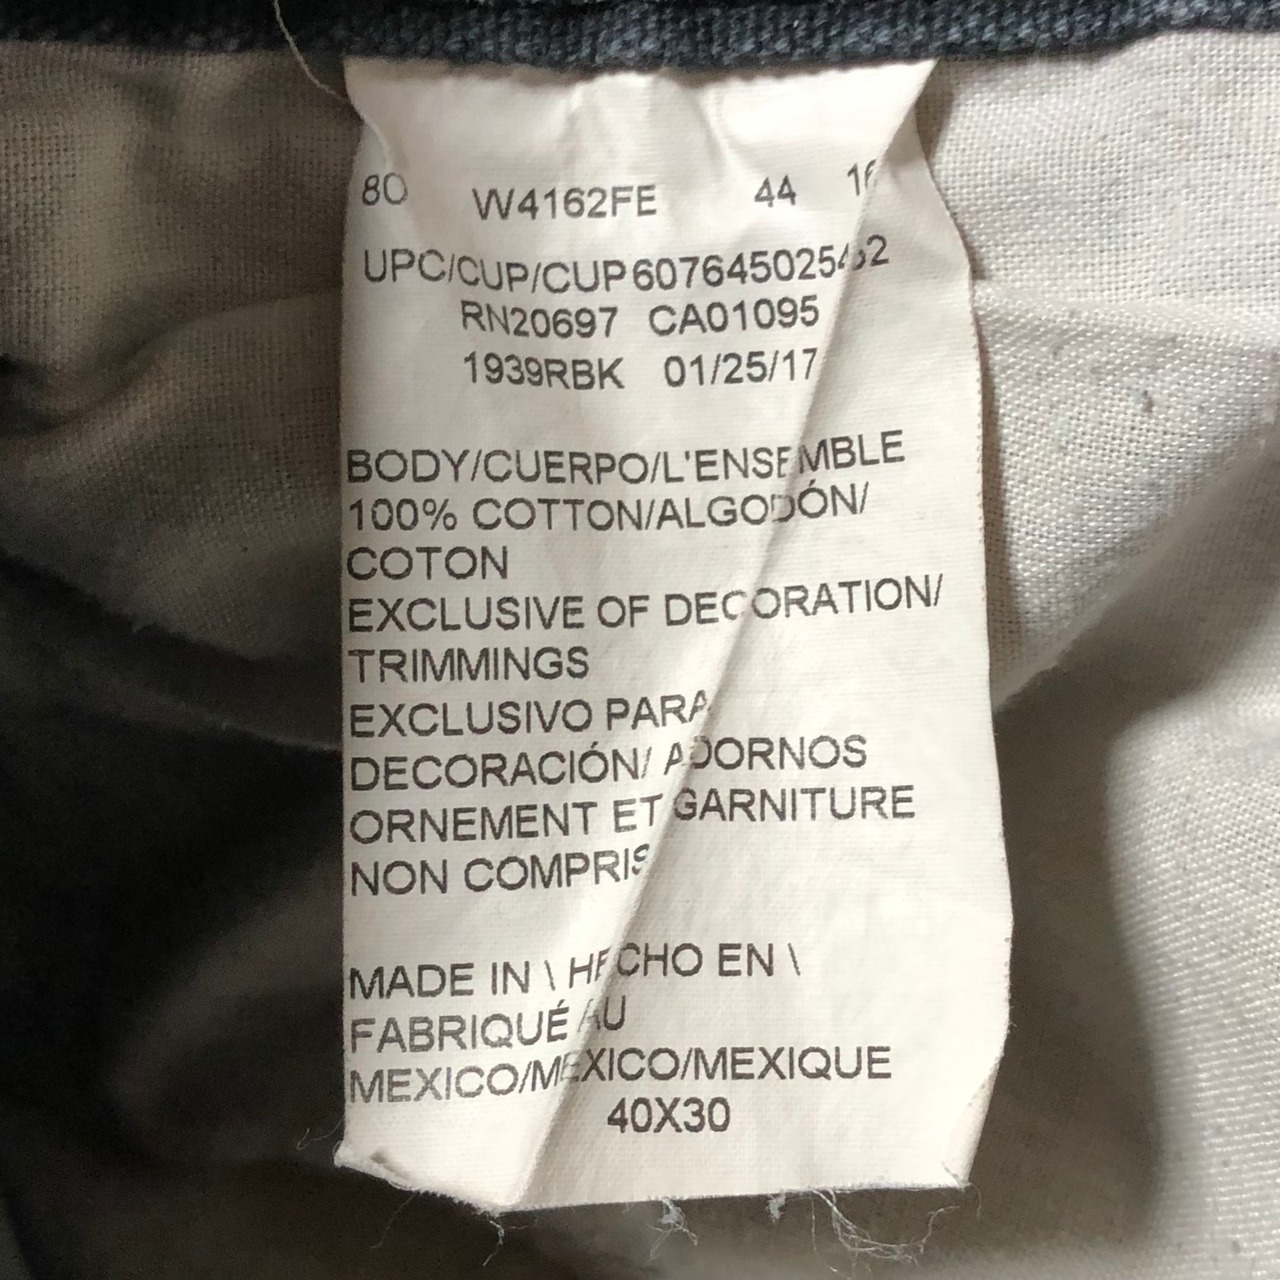 80 W4162FE 44
UPC/CUP/CUP
RN20697 CA01095
1939RBK 01/25/17
BODY/CUERPO/L'ENSEMBLE
100% COTTON/ALGODÓN/
COTON
EXCLUSIVE OF DECORATION/
TRIMMINGS
EXCLUSIVO PARA
DECORACIÓN/ ADORNOS
ORNEMENT ET GARNITURE
NON COMPRIS
MADE IN \ HECHO EN \
FABRIQUÉ AU
MEXICO/MEXICO/MEXIQUE
40X30